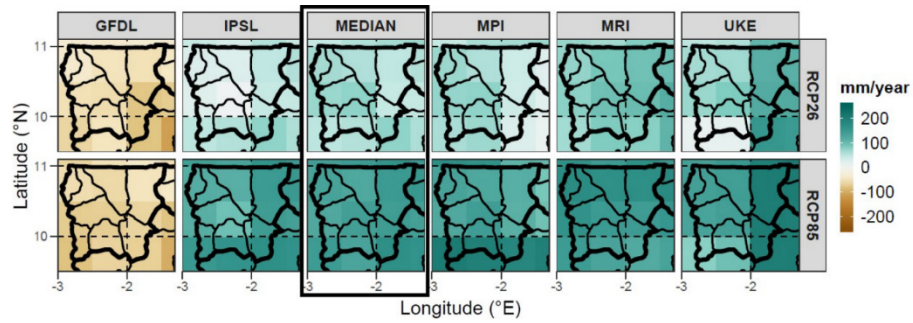 GFDL IPSL MEDIAN MPI MRI UKE
11
10
RCP26
11
10
RCP85
-3 -2 -3 -2 -3 -2 -3 -2 -3 -2 -3 -2
Latitude (°N)
Longitude (°E)
mm/year
200
100
0
-100
-200